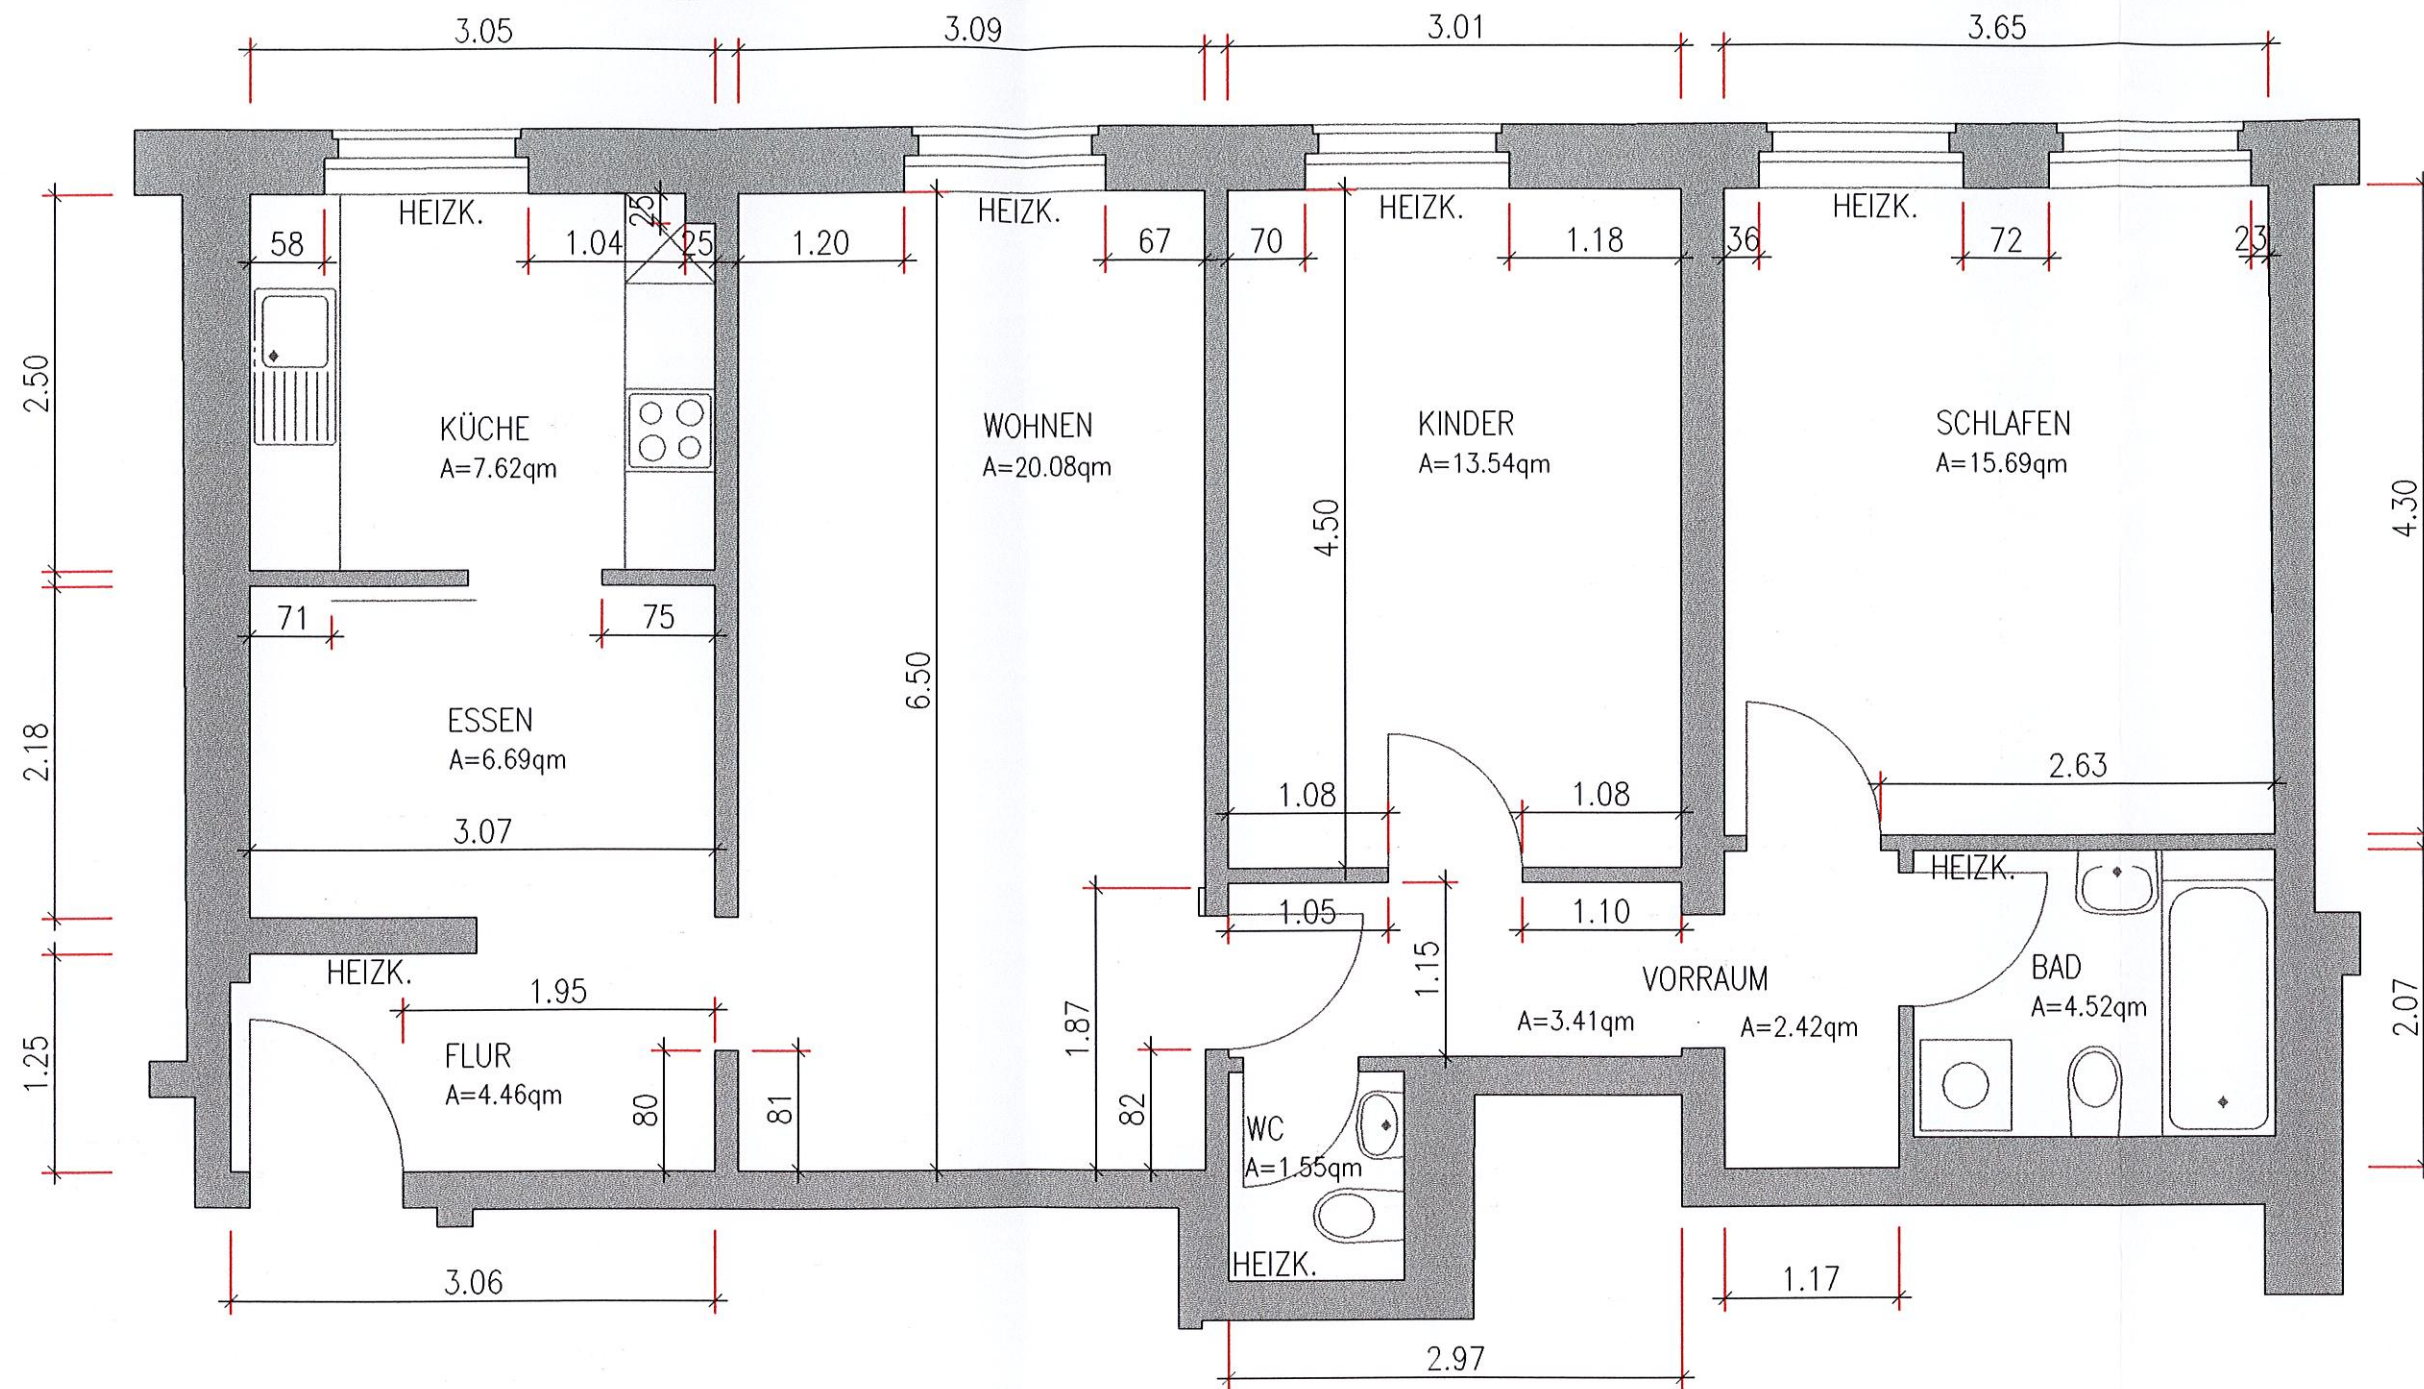 3.05
3.09
3.01
3.65
HEIZK.
HEIZK.
HEIZK.
HEIZK.
25
58
1.04
25
1.20
67
70
1.18
36
72
23
2.50
KÜCHE
A=7.62qm
WOHNEN
A=20.08qm
KINDER
A=13.54qm
SCHLAFEN
A=15.69qm
4.50
4.30
71
75
6.50
2.18
ESSEN
A=6.69qm
3.07
1.08
1.08
2.63
HEIZK.
1.05
1.10
HEIZK.
1.95
1.15
VORRAUM
A=3.41qm
A=2.42qm
BAD
A=4.52qm
2.07
1.25
FLUR
A=4.46qm
80
81
1.87
82
WC
A=1.55qm
HEIZK.
3.06
1.17
2.97